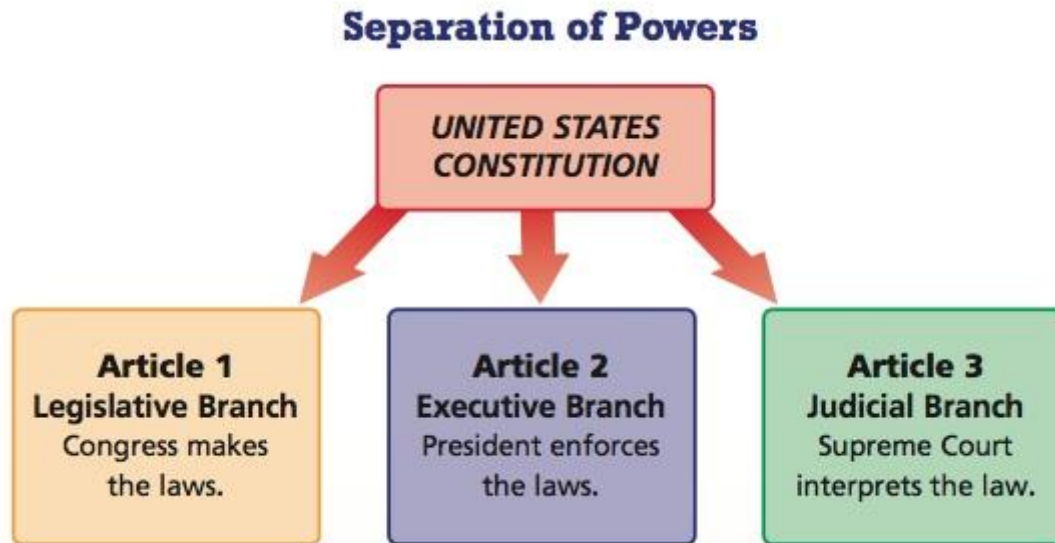 Separation of Powers
UNITED STATES
CONSTITUTION
Article 1
Legislative Branch
Congress makes
the laws.
Article 2
Executive Branch
President enforces
the laws.
Article 3
Judicial Branch
Supreme Court
interprets the law.